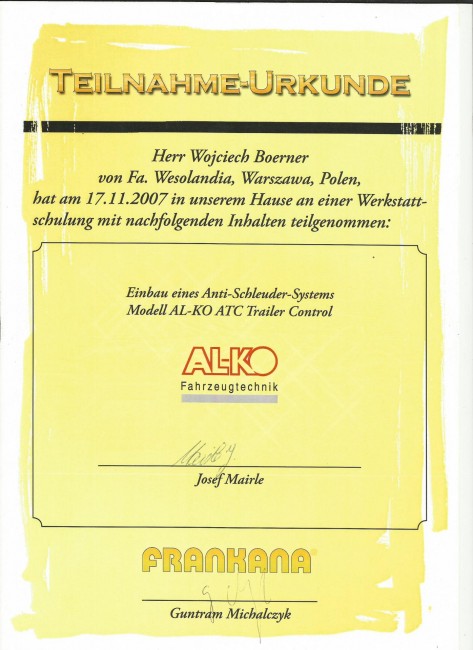 TEILNAHME-URKUNDE
Herr Wojciech Boerner
von Fa. Wesolandia, Warszawa, Polen,
hat am 17.11.2007 in unserem Hause an einer Werkstatt-
schulung mit nachfolgenden Inhalten teilgenommen:
Einbau eines Anti-Schleuder-Systems
Modell AL-KO ATC Trailer Control
AL-KO
Fahrzeugtechnik
Josef Mairle
FRANKANA®
Guntram Michalczyk